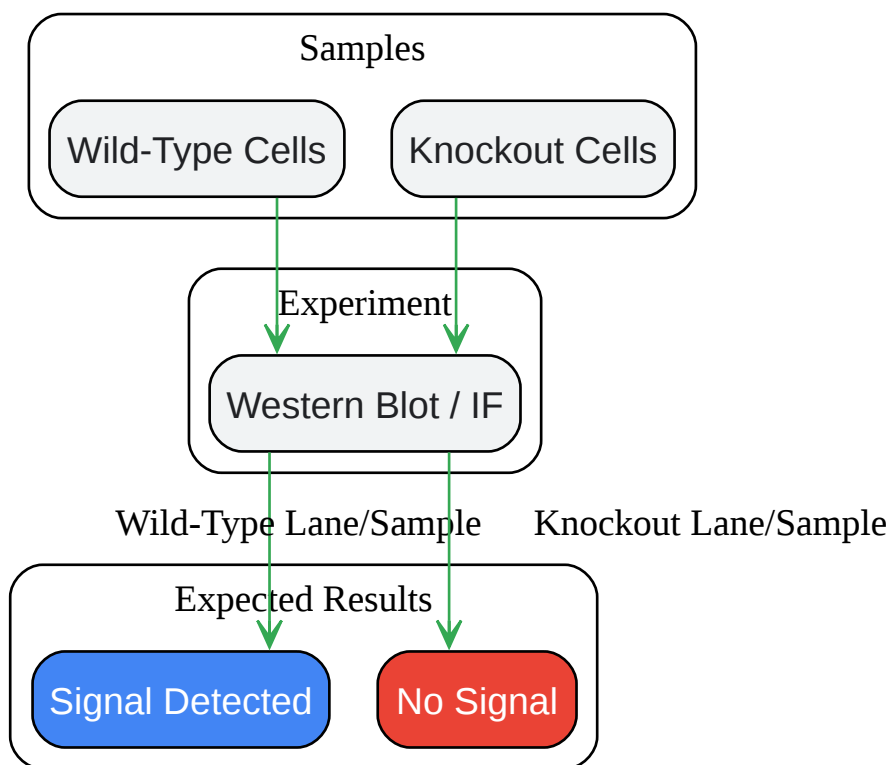 Samples
Wild-Type Cells
Knockout Cells
Experiment
Western Blot / IF
Wild-Type Lane/Sample
Knockout Lane/Sample
Expected Results
Signal Detected
No Signal